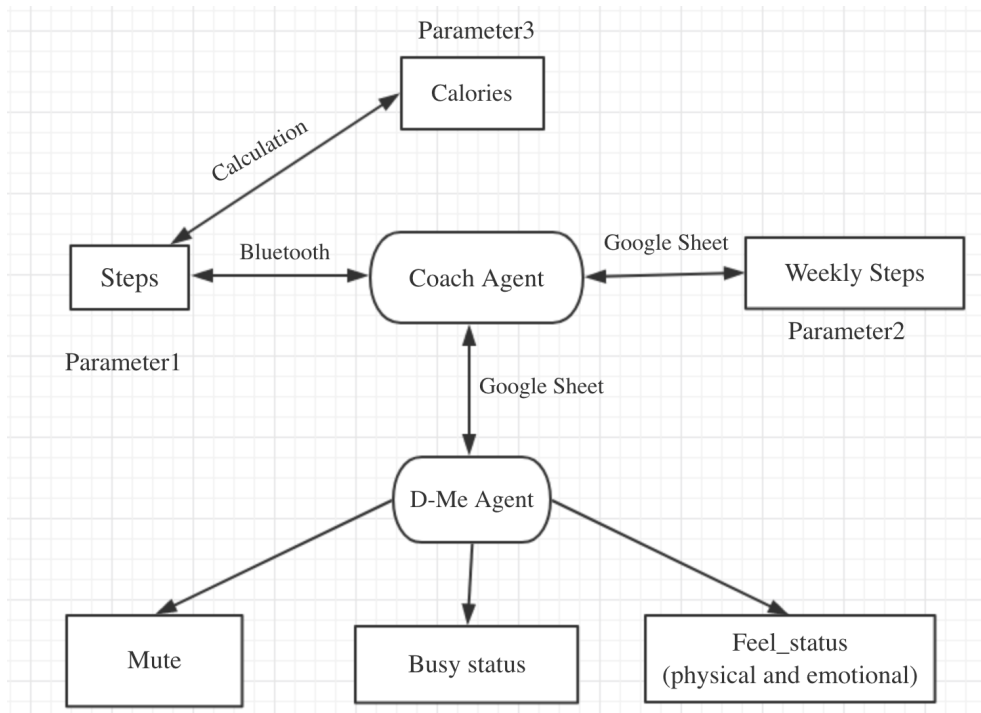 Parameter3
Calories
Calculation
Steps
Bluetooth
Coach Agent
Google Sheet
Weekly Steps
Parameter2
Parameter1
Google Sheet
D-Me Agent
Mute
Busy status
Feel_status
(physical and emotional)